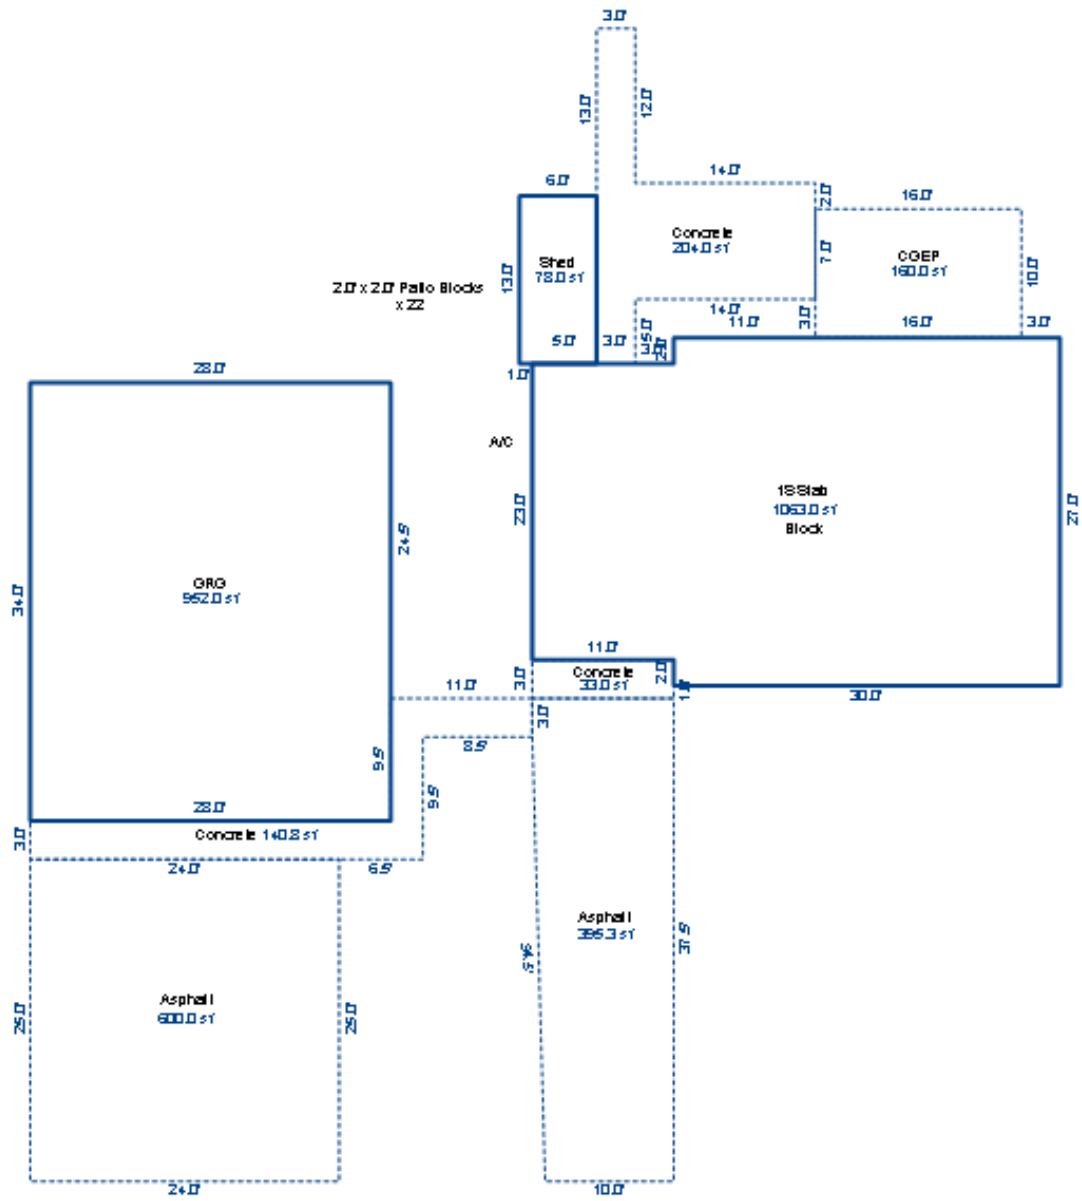 3.0'
13.0'
12.0'
14.0'
6.0'
2.0'
16.0'
Concrete
204.0 sf
Shed
78.0 sf
7.0'
CGEP
160.0 sf
10.0'
13.0'
2.0' x 2.0' Patio Blocks
x 22
14.0'
11.0'
3.0'
16.0'
3.0'
5.0'
3.0'
1.0'
28.0'
A/C
23.0'
1S Slab
1063.0 sf
Block
27.0'
24.5'
GRG
952.0 sf
34.0'
11.0'
Concrete
33.0 sf
3.0'
2.0'
11.0'
30.0'
3.0'
8.5'
9.5'
9.5'
28.0'
Concrete 140.8 sf
3.0'
24.0'
6.5'
Asphalt
395.3 sf
37.5'
Asphalt
600.0 sf
25.0'
25.0'
24.0'
10.0'